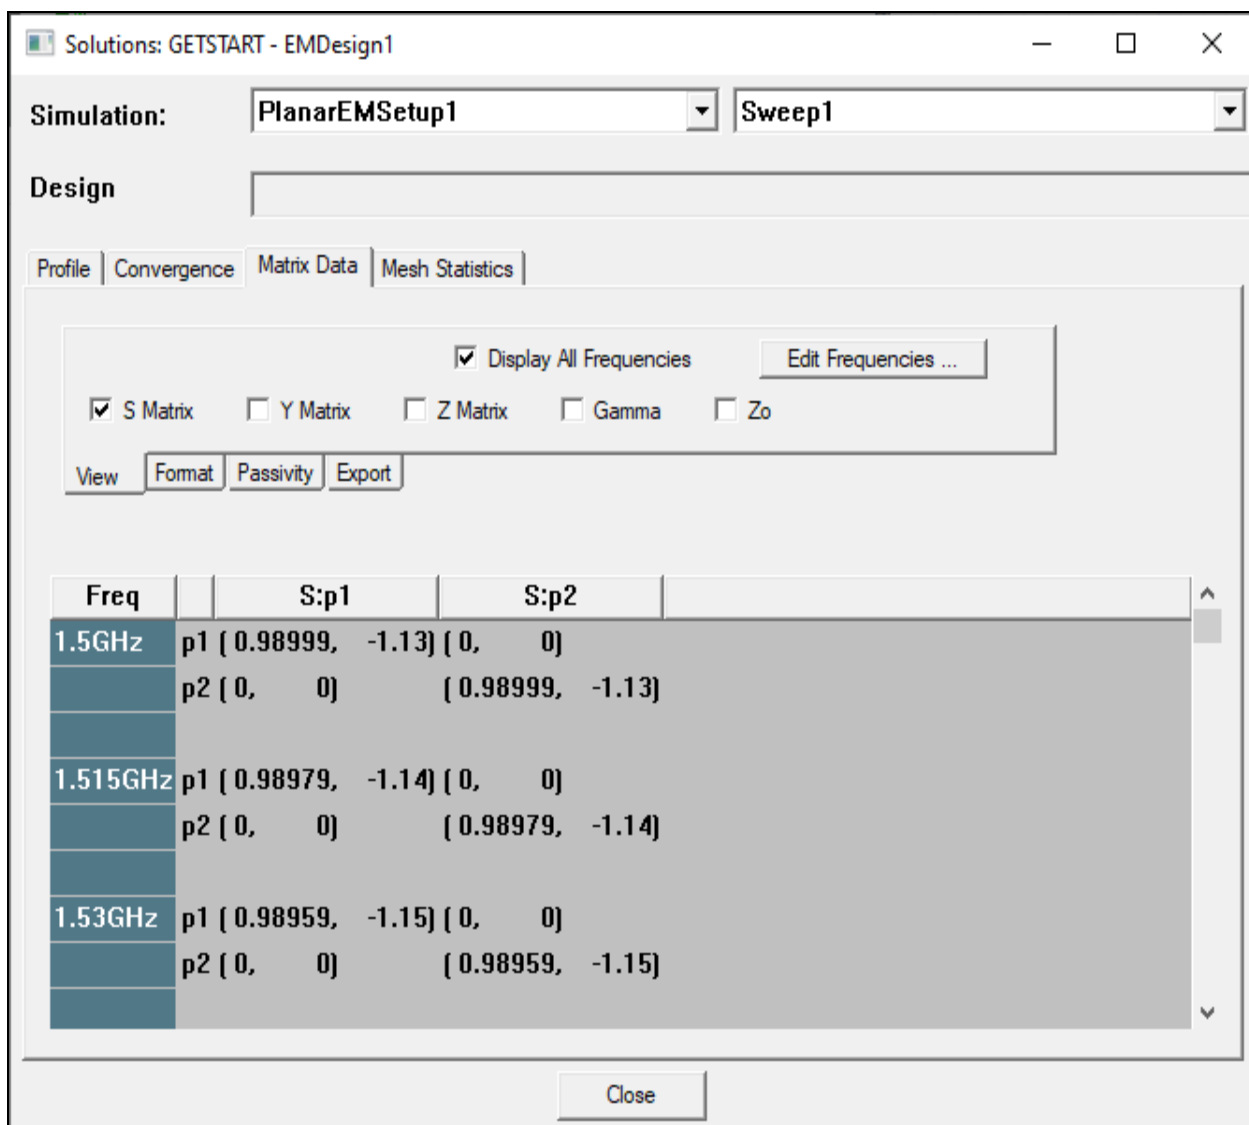 Solutions: GETSTART - EMDesign1
Simulation: PlanarEMSetup1 Sweep1
Design
Profile Convergence Matrix Data Mesh Statistics
Display All Frequencies Edit Frequencies ...
S Matrix Y Matrix Z Matrix Gamma Zo
View Format Passivity Export
Freq S:p1 S:p2
1.5GHz p1 ( 0.98999, -1.13) ( 0, 0)
p2 ( 0, 0) ( 0.98999, -1.13)
1.515GHz p1 ( 0.98979, -1.14) ( 0, 0)
p2 ( 0, 0) ( 0.98979, -1.14)
1.53GHz p1 ( 0.98959, -1.15) ( 0, 0)
p2 ( 0, 0) ( 0.98959, -1.15)
Close